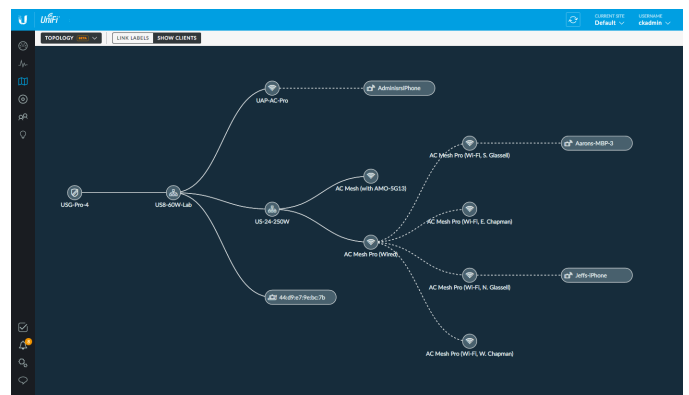 UniFi
CURRENT SITE
Default
USERNAME
ckadmin
TOPOLOGY BETA
LINK LABELS
SHOW CLIENTS
UAP-AC-Pro
AdminisniPhone
AC Mesh Pro (Wi-Fi, S. Glassell)
Aarons-MBP-3
AC Mesh (with AMO-5G13)
USG-Pro-4
US8-60W-Lab
US-24-250W
AC Mesh Pro (Wi-Fi, E. Chapman)
AC Mesh Pro (Wired)
Jeffs-iPhone
AC Mesh Pro (Wi-Fi, N. Glassell)
44:d9:e7:9e:bc:7b
AC Mesh Pro (Wi-Fi, W. Chapman)